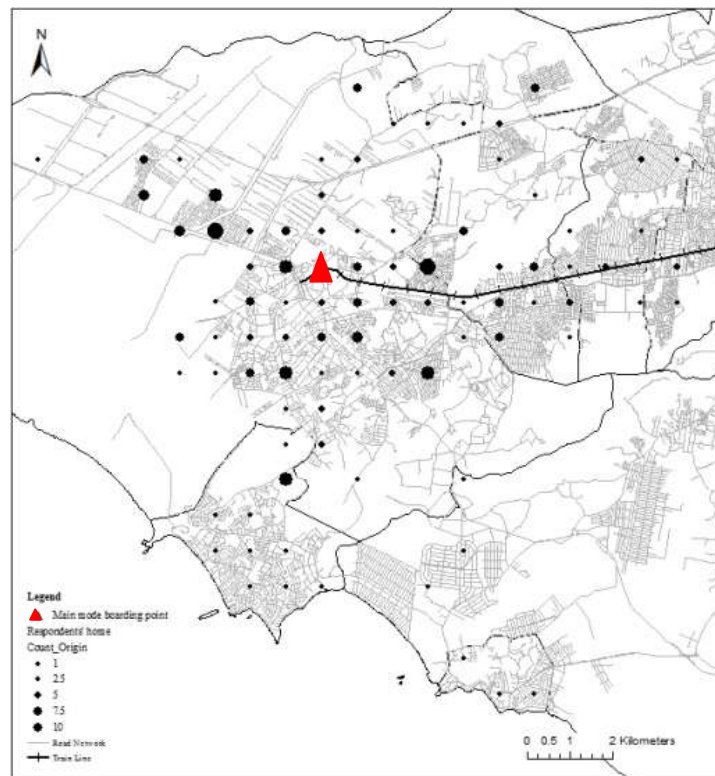 N
Legend
Main mode boarding point
Respondents' home
Count_Origin
1
2.5
5
7.5
10
Road Network
Train Line
0 0.5 1 2 Kilometers